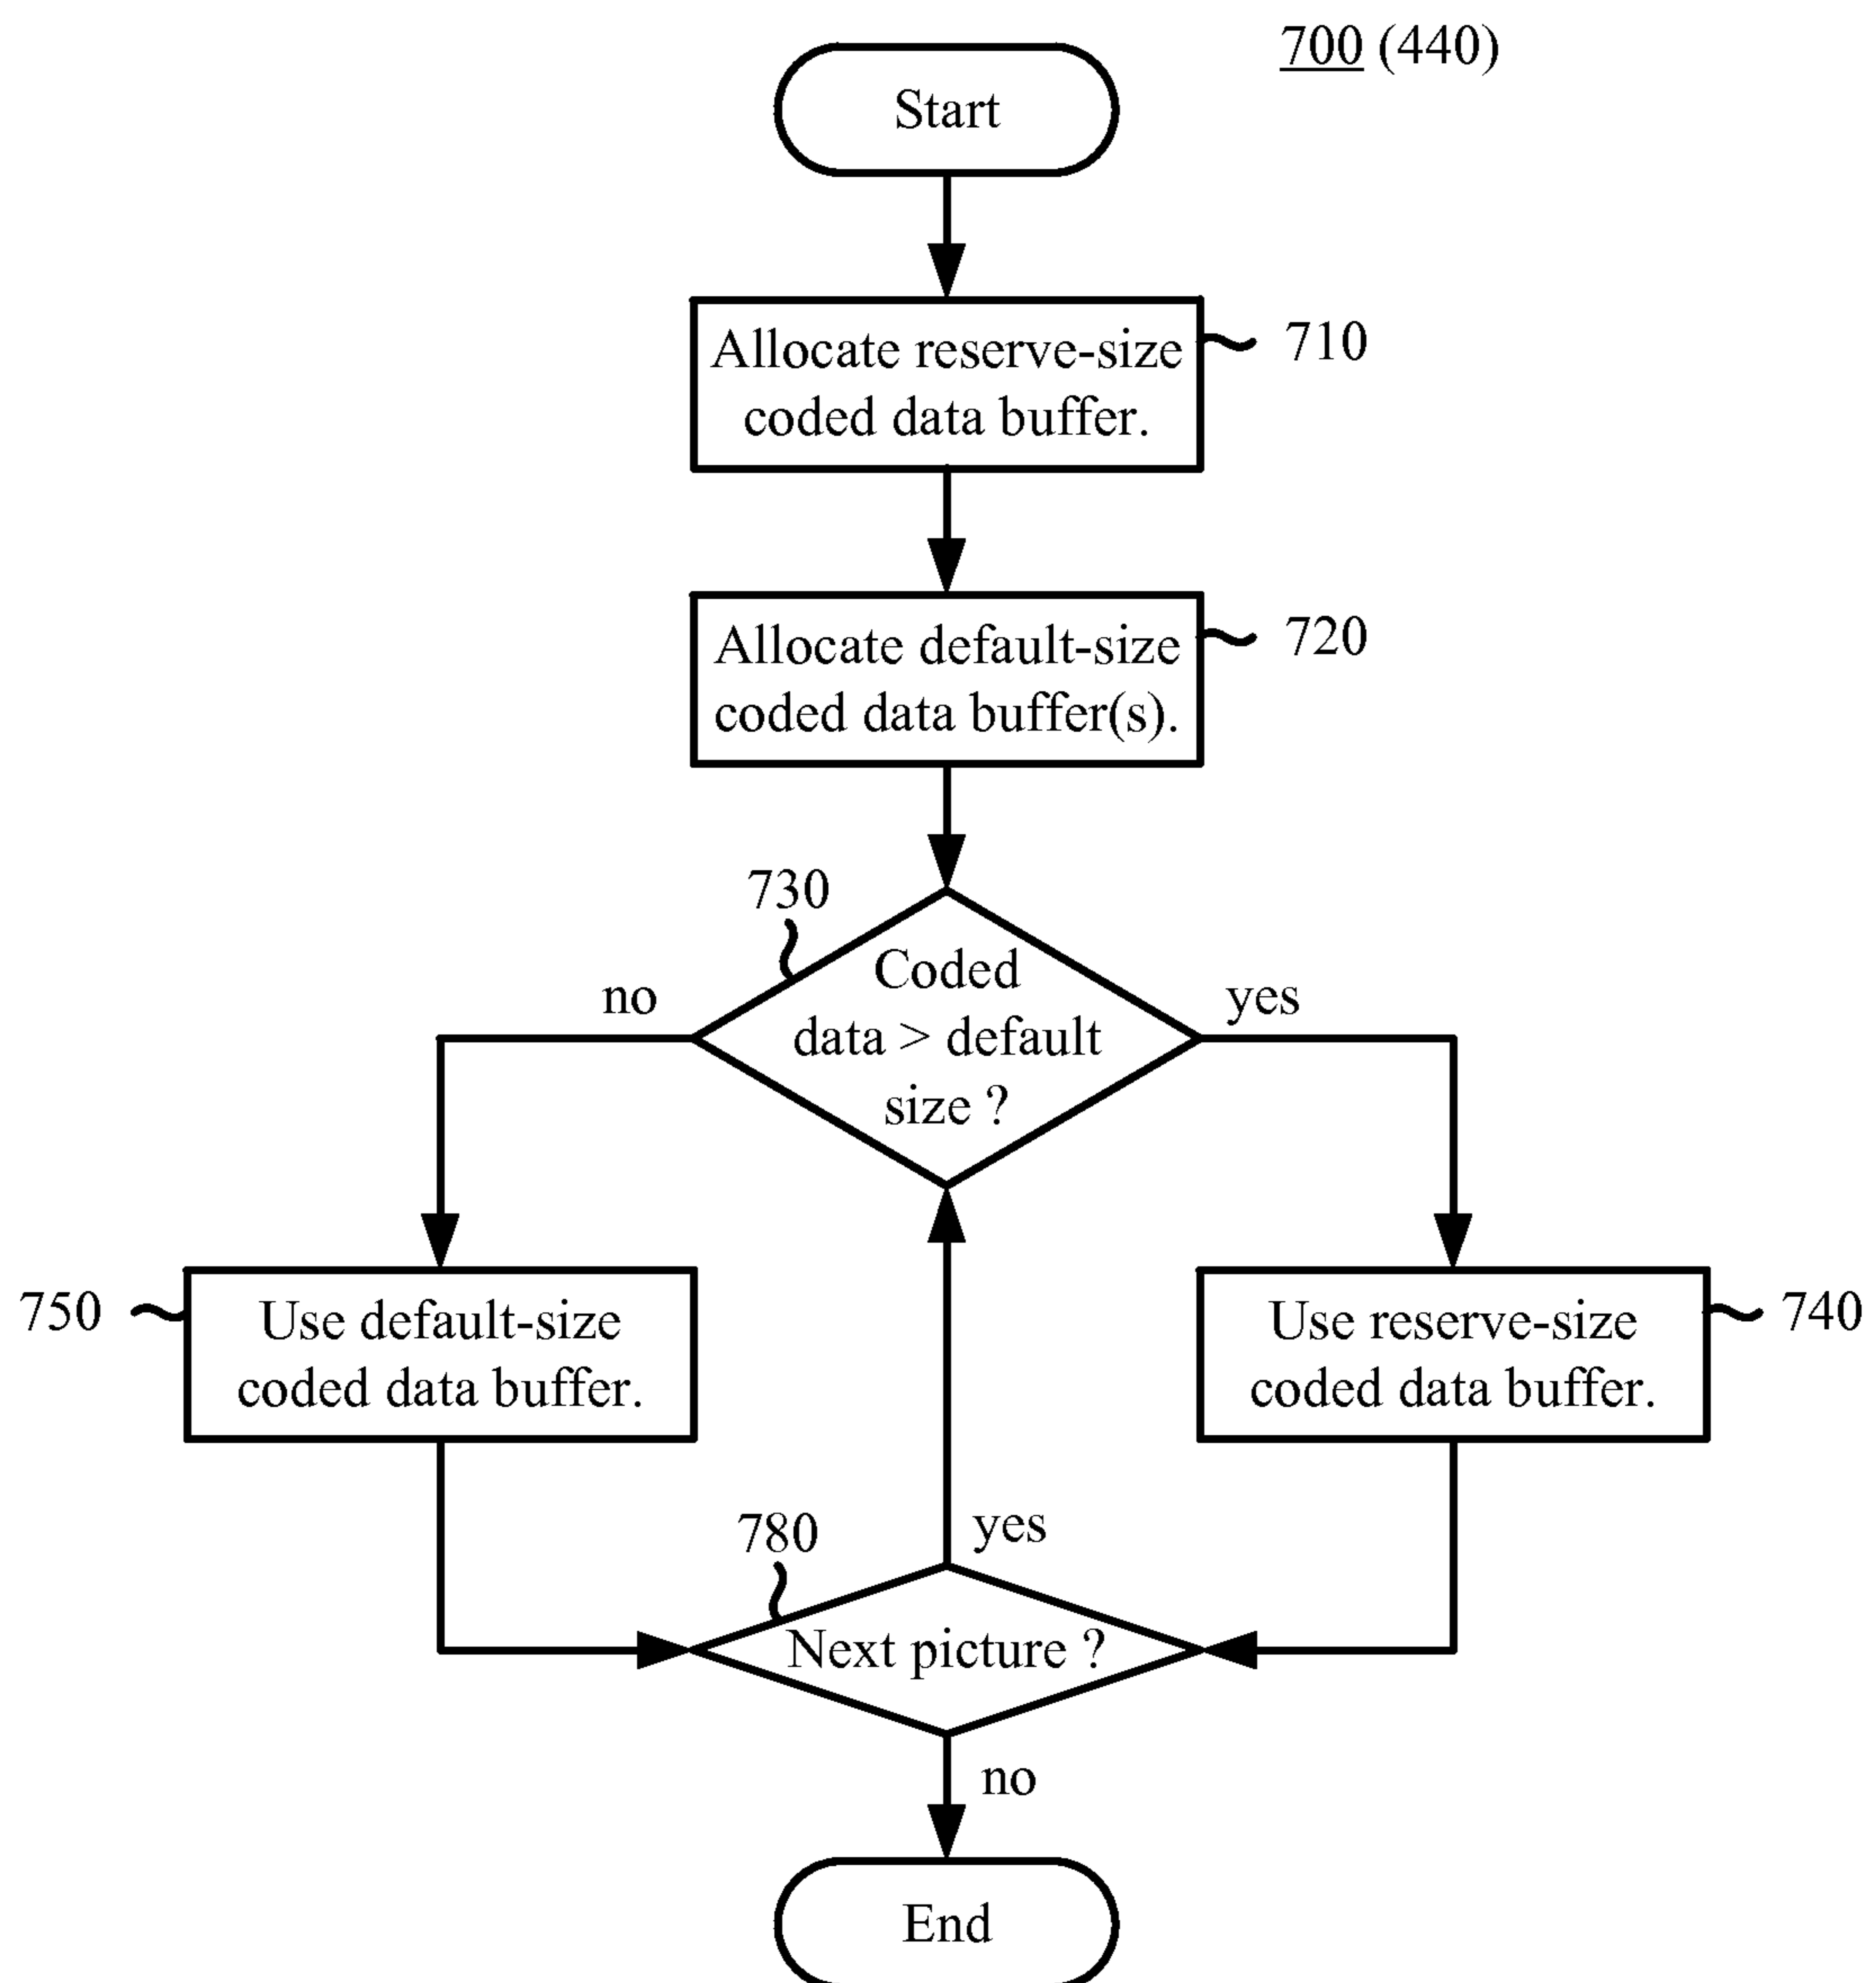 700 (440)
Start
Allocate reserve-size
coded data buffer.
710
Allocate default-size
coded data buffer(s).
720
730
Coded
data > default
size ?
no
yes
750
Use default-size
coded data buffer.
Use reserve-size
coded data buffer.
740
780
yes
Next picture ?
no
End